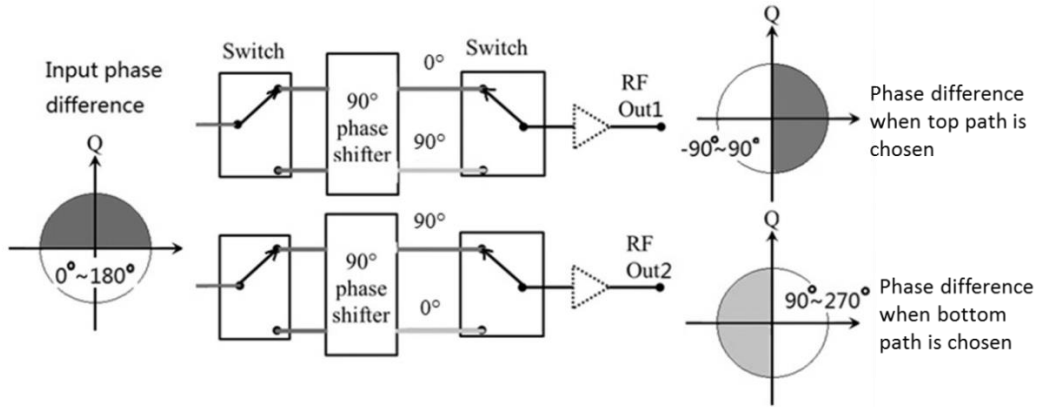 Input phase
difference
Q
0°~180°
Switch
Switch
90°
phase
shifter
0°
90°
RF
Out1
90°
phase
shifter
90°
0°
RF
Out2
Q
-90°~90°
Phase difference
when top path is
chosen
Q
90°~270°
Phase difference
when bottom
path is chosen